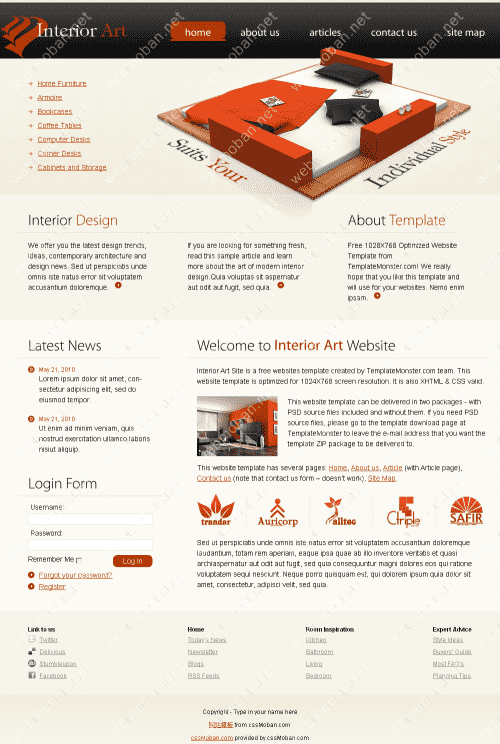 Interior Art
home
about us
articles
contact us
site map
Home Furniture
Armoire
Bookcases
Coffee Tables
Computer Desks
Corner Desks
Cabinets and Storage
Suits Your
Individual Style
Interior Design
We offer you the latest design trends,
ideas, contemporary architecture and
design news. Sed ut perspiciatis unde
omnis iste natus error sit voluptatem
accusantium doloremque.
If you are looking for something fresh,
read this sample article and learn
more about the art of modern interior
design.Quia voluptas sit aspernatur
aut odit aut fugit, sed quia.
About Template
Free 1028X768 Optimized Website
Template from
TemplateMonster.com! We really
hope that you like this template and
will use for your websites. Nemo enim
ipsam.
Latest News
May 21, 2010
Lorem ipsum dolor sit amet, con-
sectetur adipisicing elit, sed do
eiusmod tempor.
May 21, 2010
Ut enim ad minim veniam, quis
nostrud exercitation ullamco laboris
nisiut aliquip.
Login Form
Username:
Password:
Remember Me
Log in
Forgot your password?
Register
Welcome to Interior Art Website
Interior Art Site is a free websites template created by TemplateMonster.com team. This
website template is optimized for 1024X768 screen resolution. It is also XHTML & CSS valid.
This website template can be delivered in two packages - with
PSD source files included and without them. If you need PSD
source files, please go to the template download page at
TemplateMonster to leave the e-mail address that you want the
template ZIP package to be delivered to.
This website template has several pages: Home, About us, Article (with Article page),
Contact us (note that contact us form – doesn't work), Site Map.
trandar
Auricorp
alltec
Ctriple
SAFIR
Sed ut perspiciatis unde omnis iste natus error sit voluptatem accusantium doloremque
laudantium, totam rem aperiam, eaque ipsa quae ab illo inventore veritatis et quasi
archiaspernatur aut odit aut fugit, sed quia consequuntur magni dolores eos qui ratione
voluptatem sequi nesciunt. Neque porro quisquam est, qui dolorem ipsum quia dolor sit
amet, consectetur, adipisci velit, sed quia.
Link to us
Twitter
Delicious
Stumbleupon
Facebook
Home
Today's News
Newsletter
Blogs
RSS Feeds
Room Inspiration
Kitchen
Bathroom
Living
Bedroom
Expert Advice
Style Ideas
Buyers' Guide
Most FAQ's
Planning Tips
Copyright - Type in your name here
网站模板 from cssMoban.com
cssMoban.com provided by cssMoban.com